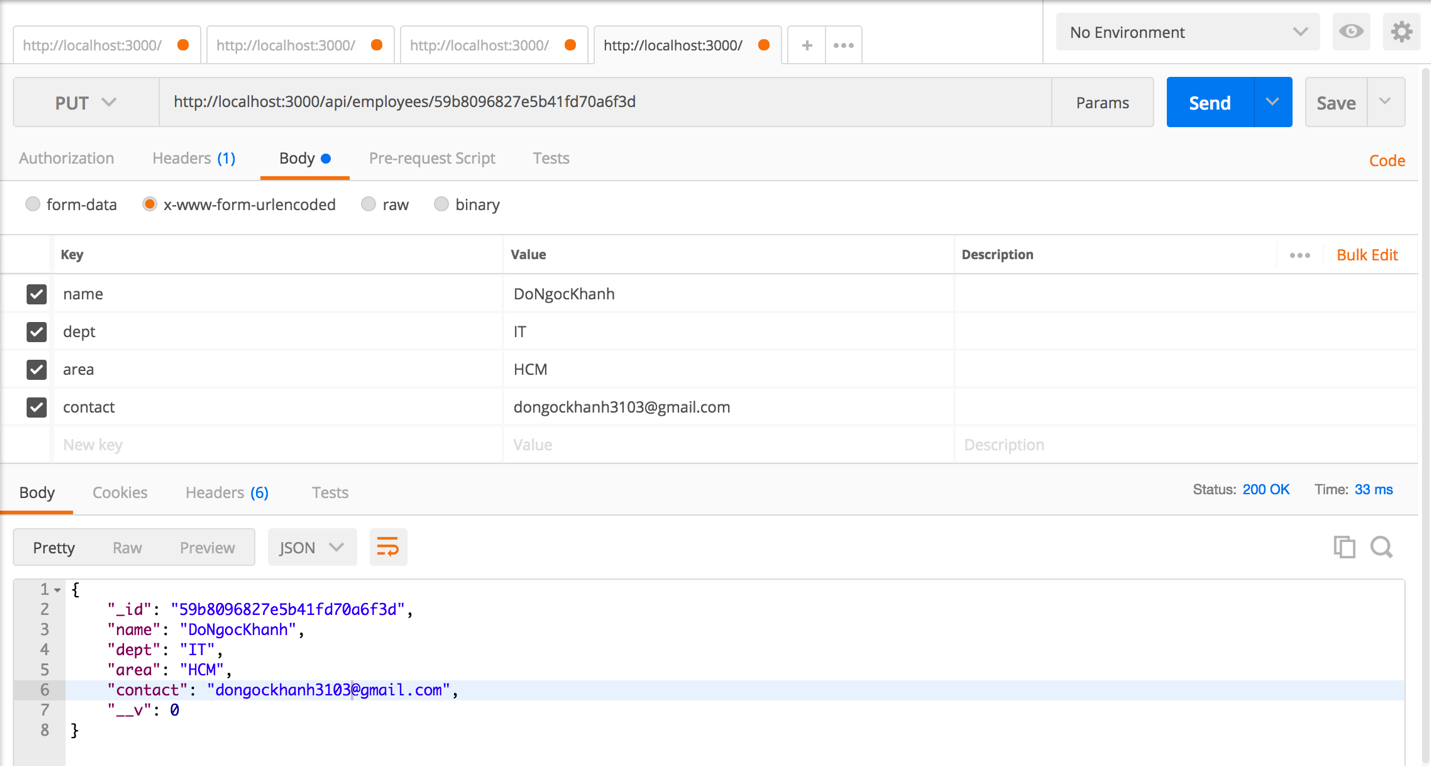 http://localhost:3000/ http://localhost:3000/ http://localhost:3000/ http://localhost:3000/ + ••• No Environment
PUT http://localhost:3000/api/employees/59b8096827e5b41fd70a6f3d Params Send Save
Authorization Headers (1) Body Pre-request Script Tests Code
form-data x-www-form-urlencoded raw binary
Key Value Description ••• Bulk Edit
name DoNgocKhanh
dept IT
area HCM
contact dongockhanh3103@gmail.com
New key Value Description
Body Cookies Headers (6) Tests Status: 200 OK Time: 33 ms
Pretty Raw Preview JSON
1 {
2 "_id": "59b8096827e5b41fd70a6f3d",
3 "name": "DoNgocKhanh",
4 "dept": "IT",
5 "area": "HCM",
6 "contact": "dongockhanh3103@gmail.com",
7 "__v": 0
8 }